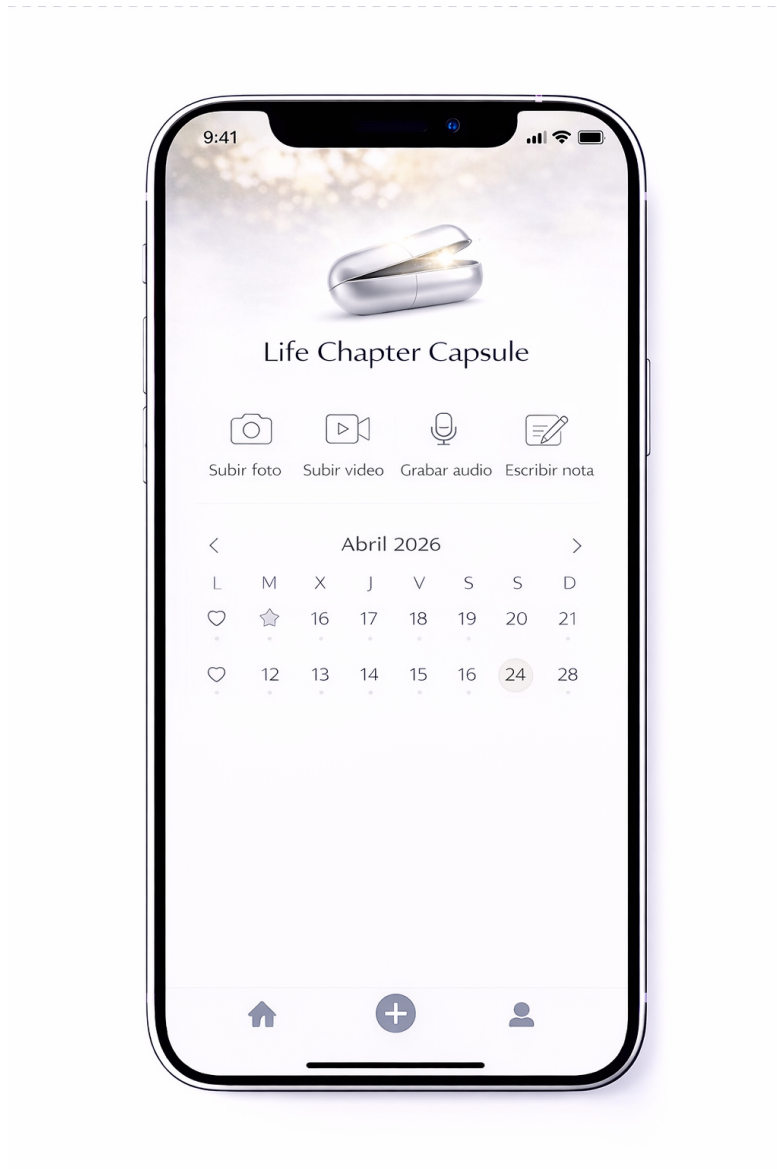 9:41
Life Chapter Capsule
Subir foto Subir video Grabar audio Escribir nota
Abril 2026
L M X J V S S D
16 17 18 19 20 21
12 13 14 15 16 24 28